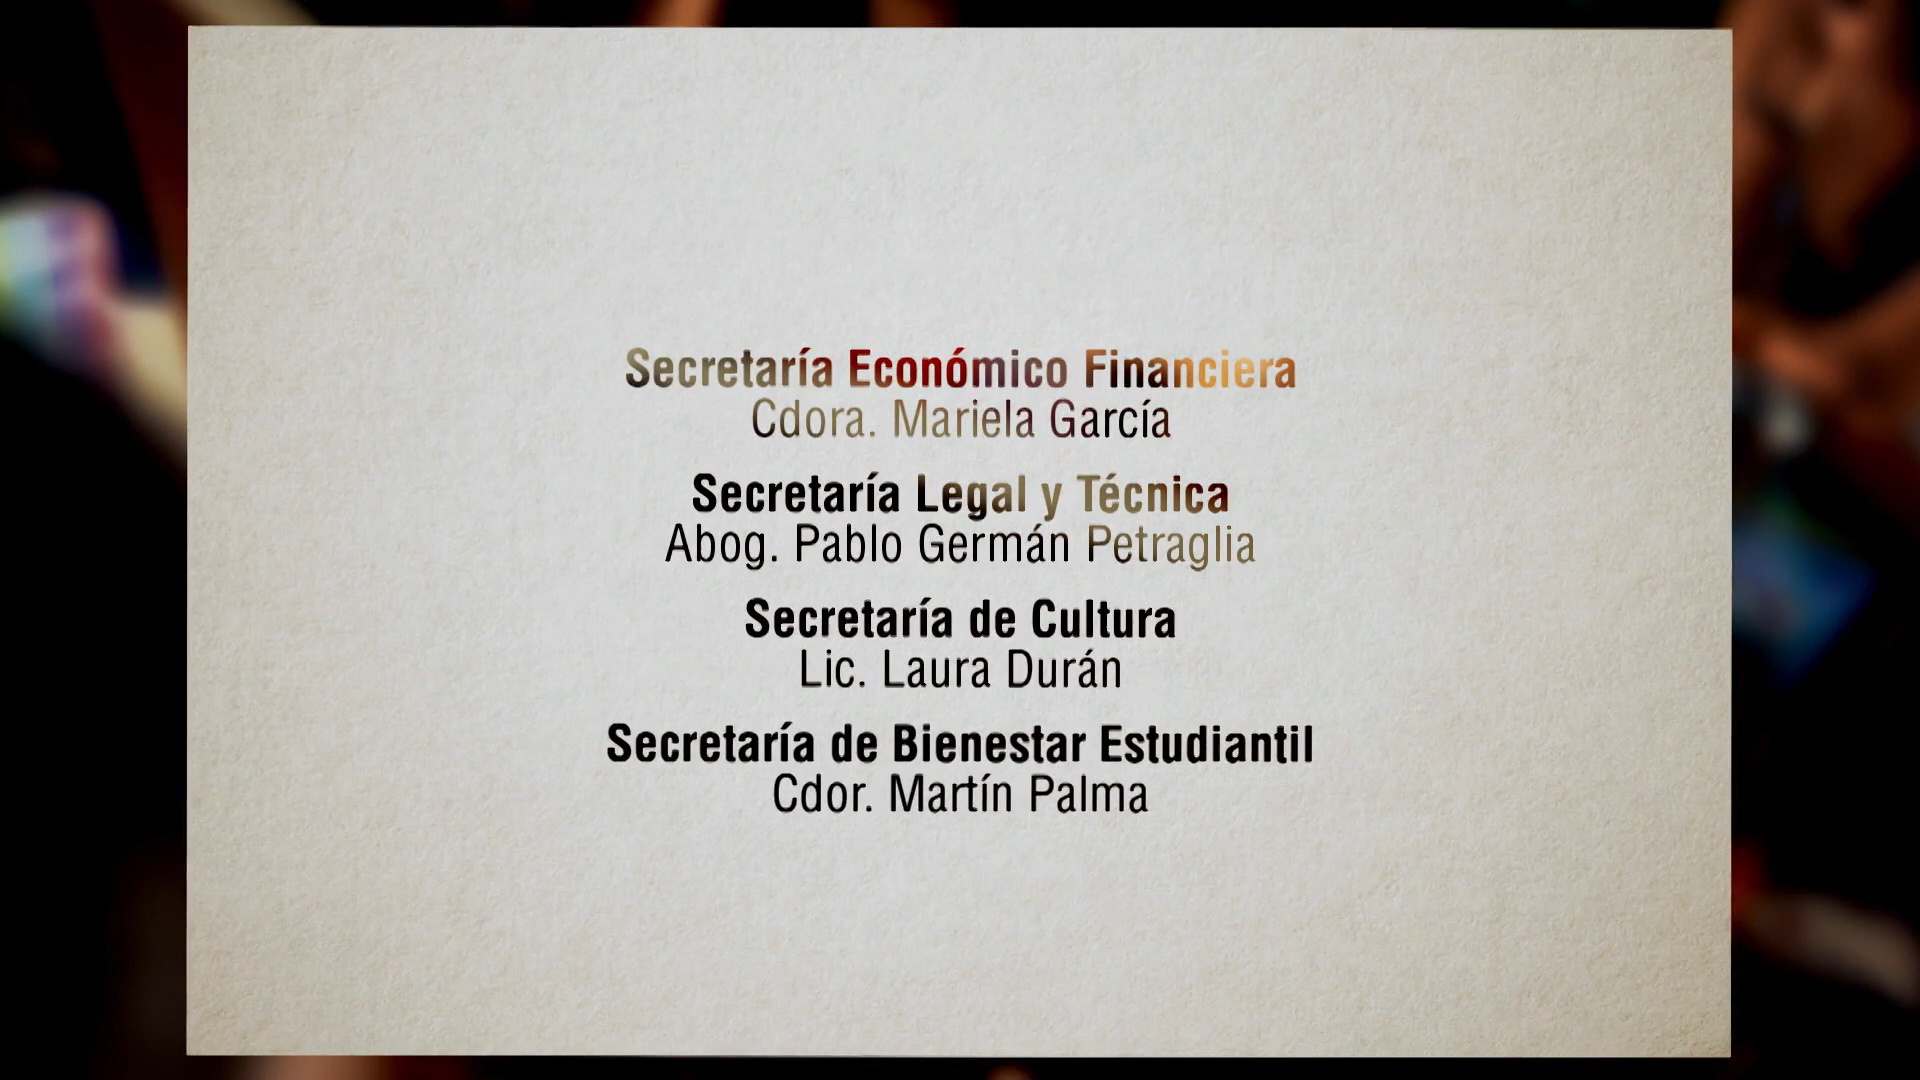 Secretaría Económico Financiera
Cdora. Mariela García
Secretaría Legal y Técnica
Abog. Pablo Germán Petraglia
Secretaría de Cultura
Lic. Laura Durán
Secretaría de Bienestar Estudiantil
Cdor. Martín Palma